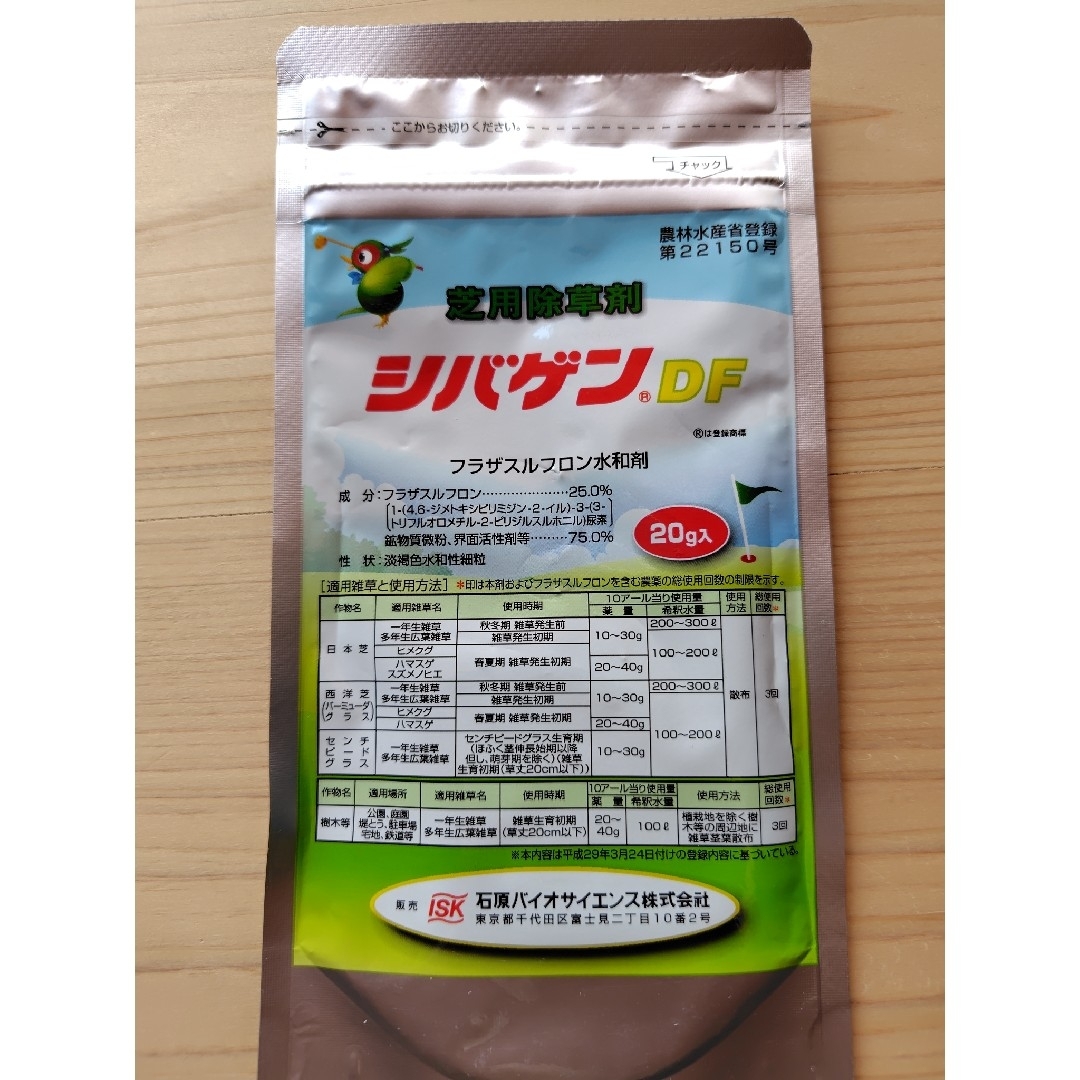 ここからお切りください。
チャック
農林水産省登録
第22150号
芝用除草剤
シバゲン®DF
®は登録商標
フラザスルフロン水和剤
成 分:フラザスルフロン…………………25.0%
1-(4,6-ジメトキシピリミジン-2-イル)-3-(3-
トリフルオロメチル-2-ピリジルスルホニル)尿素
鉱物質微粉、界面活性剤等………75.0%
性 状:淡褐色水和性細粒
20g入
[適用雑草と使用方法] *印は本剤およびフラザスルフロンを含む農薬の総使用回数の制限を示す。
作物名 適用雑草名 使用時期 10アール当り使用量 使用方法 総使用回数*
薬 量 希釈水量
日本芝 一年生雑草 多年生広葉雑草 秋冬期 雑草発生前 10～30g 200～300ℓ 散布 3回
雑草発生初期 100～200ℓ
ヒメクグ 春夏期 雑草発生初期
ハマスゲ スズメノヒエ 20～40g
西洋芝(バーミューダグラス) 一年生雑草 多年生広葉雑草 秋冬期 雑草発生前 10～30g 200～300ℓ
雑草発生初期 100～200ℓ
ヒメクグ 春夏期 雑草発生初期
ハマスゲ 20～40g
センチピードグラス 一年生雑草 多年生広葉雑草 センチピードグラス生育期(ほふく茎伸長始期以降 但し、萌芽期を除く)(雑草生育初期(草丈20cm以下)) 10～30g
作物名 適用場所 適用雑草名 使用時期 10アール当り使用量 使用方法 総使用回数*
薬 量 希釈水量
樹木等 公園、庭園 堤とう、駐車場 宅地、鉄道等 一年生雑草 多年生広葉雑草 雑草生育初期(草丈20cm以下) 20～40g 100ℓ 植栽地を除く樹木等の周辺地に雑草茎葉散布 3回
※本内容は平成29年3月24日付けの登録内容に基づいている。
販売 ISK 石原バイオサイエンス株式会社
東京都千代田区富士見二丁目10番2号